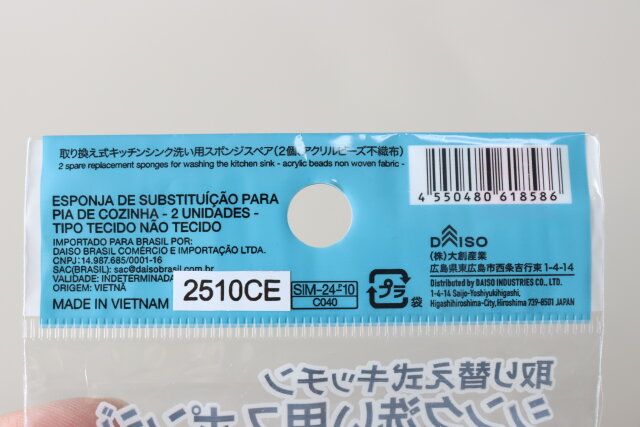 取り換え式キッチンシンク洗い用スポンジスペア(2個、アクリルビーズ不織布)
2 spare replacement sponges for washing the kitchen sink - acrylic beads non woven fabric -
4 550480 618586
ESPONJA DE SUBSTITUÍÇÃO PARA
PIA DE COZINHA - 2 UNIDADES -
TIPO TECIDO NÃO TECIDO
IMPORTADO PARA BRASIL POR:
DAISO BRASIL COMÉRCIO E IMPORTAÇÃO LTDA.
CNPJ: 14.987.685/0001-16
SAC(BRASIL): sac@daisobrasil.com.br
VALIDADE: INDETERMINADA
ORIGEM: VIETNÃ
MADE IN VIETNAM
2510CE
SIM-24-10
C040
プラ
袋
DAISO
(株)大創産業
広島県東広島市西条吉行東1-4-14
Distributed by DAISO INDUSTRIES CO., LTD.
1-4-14 Saijo-Yoshiyukihigashi,
Higashihiroshima-City, Hiroshima 739-8501 JAPAN
取り替え式キッチン
シンク洗い用スポンジ